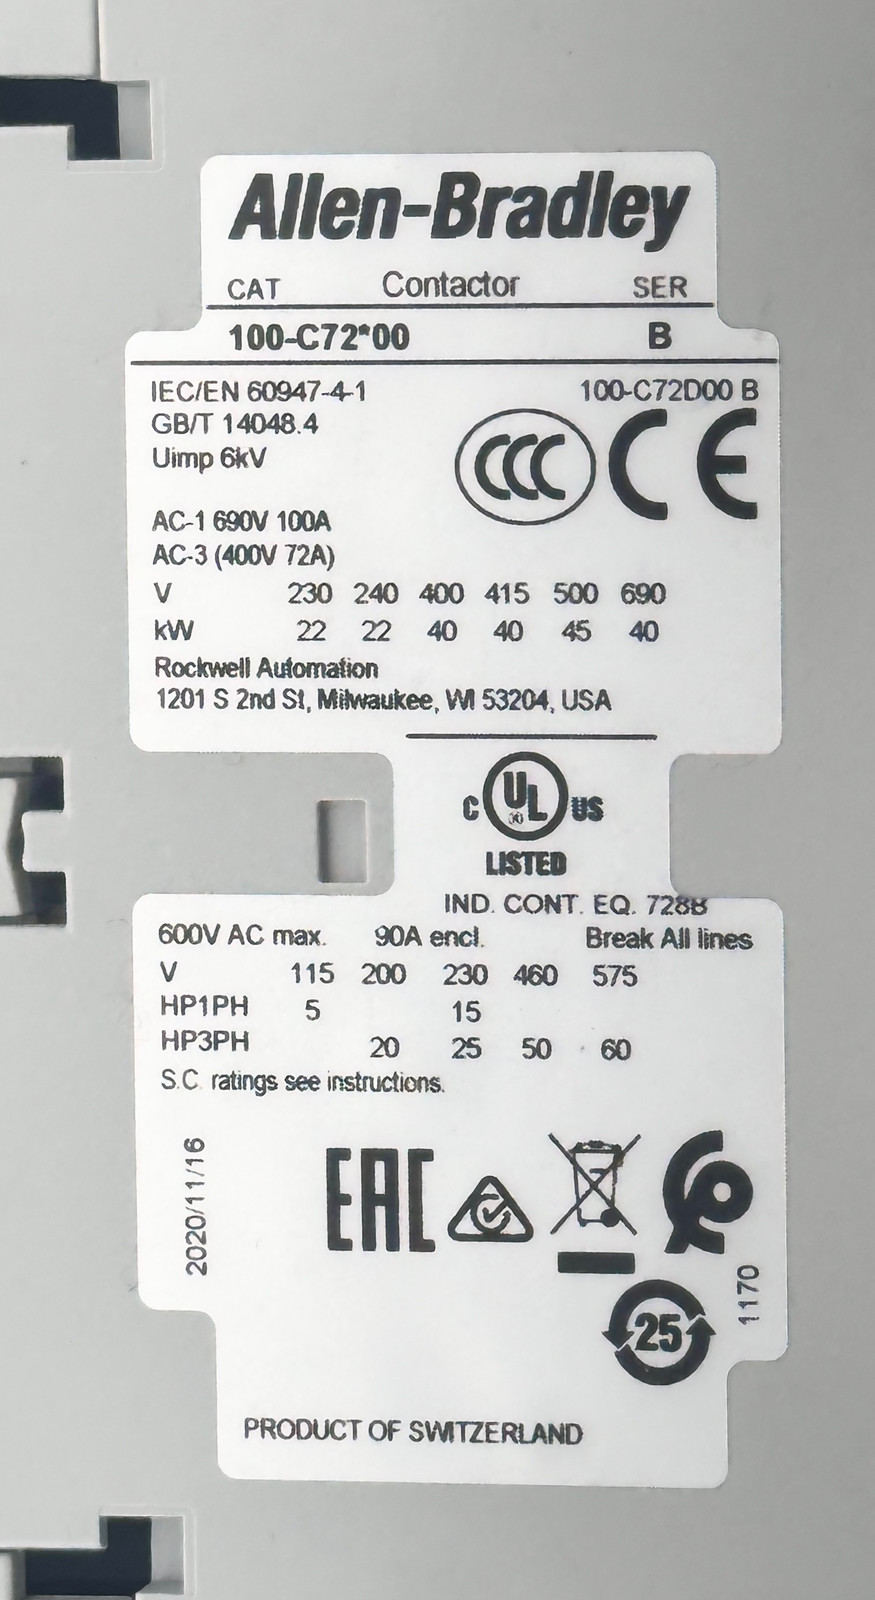 Allen-Bradley
CAT Contactor SER
100-C72*00 B
IEC/EN 60947-4-1 100-C72D00 B
GB/T 14048.4
Uimp 6kV
CCC CE
AC-1 690V 100A
AC-3 (400V 72A)
V 230 240 400 415 500 690
kW 22 22 40 40 45 40
Rockwell Automation
1201 S 2nd St, Milwaukee, WI 53204, USA
C UL US
LISTED
IND. CONT. EQ. 728B
600V AC max. 90A encl. Break All lines
V 115 200 230 460 575
HP1PH 5 15
HP3PH 20 25 50 60
S.C. ratings see instructions.
2020/11/16
EAC
1170
25
PRODUCT OF SWITZERLAND